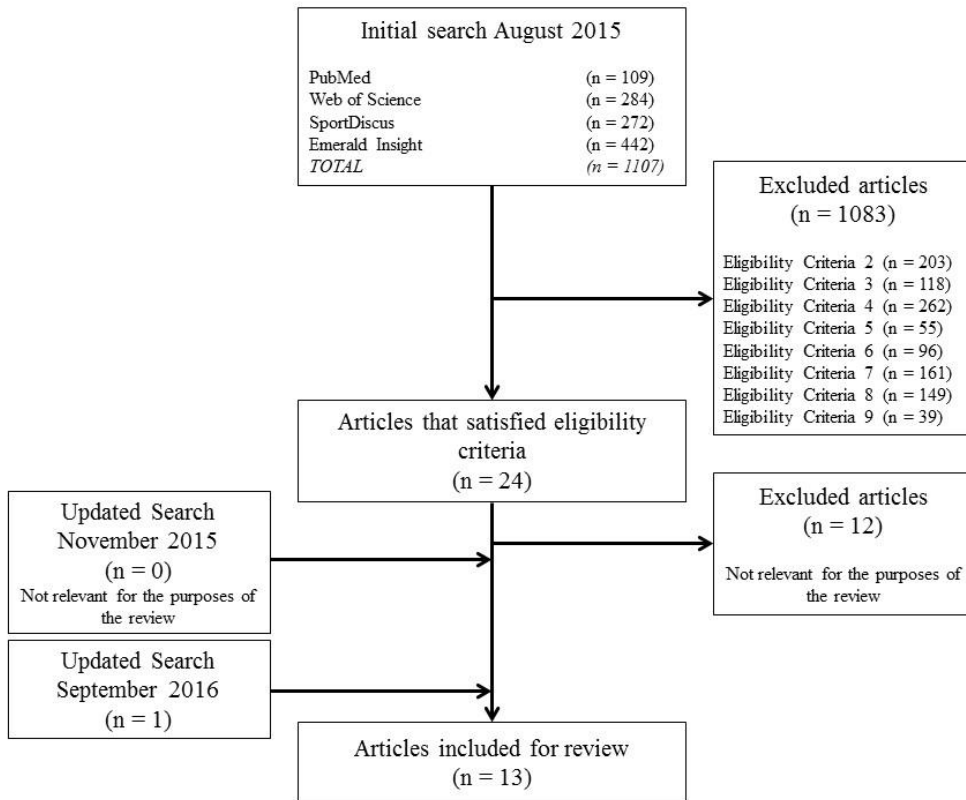 Initial search August 2015
PubMed (n = 109)
Web of Science (n = 284)
SportDiscus (n = 272)
Emerald Insight (n = 442)
TOTAL (n = 1107)
Excluded articles
(n = 1083)
Eligibility Criteria 2 (n = 203)
Eligibility Criteria 3 (n = 118)
Eligibility Criteria 4 (n = 262)
Eligibility Criteria 5 (n = 55)
Eligibility Criteria 6 (n = 96)
Eligibility Criteria 7 (n = 161)
Eligibility Criteria 8 (n = 149)
Eligibility Criteria 9 (n = 39)
Articles that satisfied eligibility
criteria
(n = 24)
Excluded articles
(n = 12)
Not relevant for the purposes of
the review
Updated Search
November 2015
(n = 0)
Not relevant for the purposes of
the review
Updated Search
September 2016
(n = 1)
Articles included for review
(n = 13)